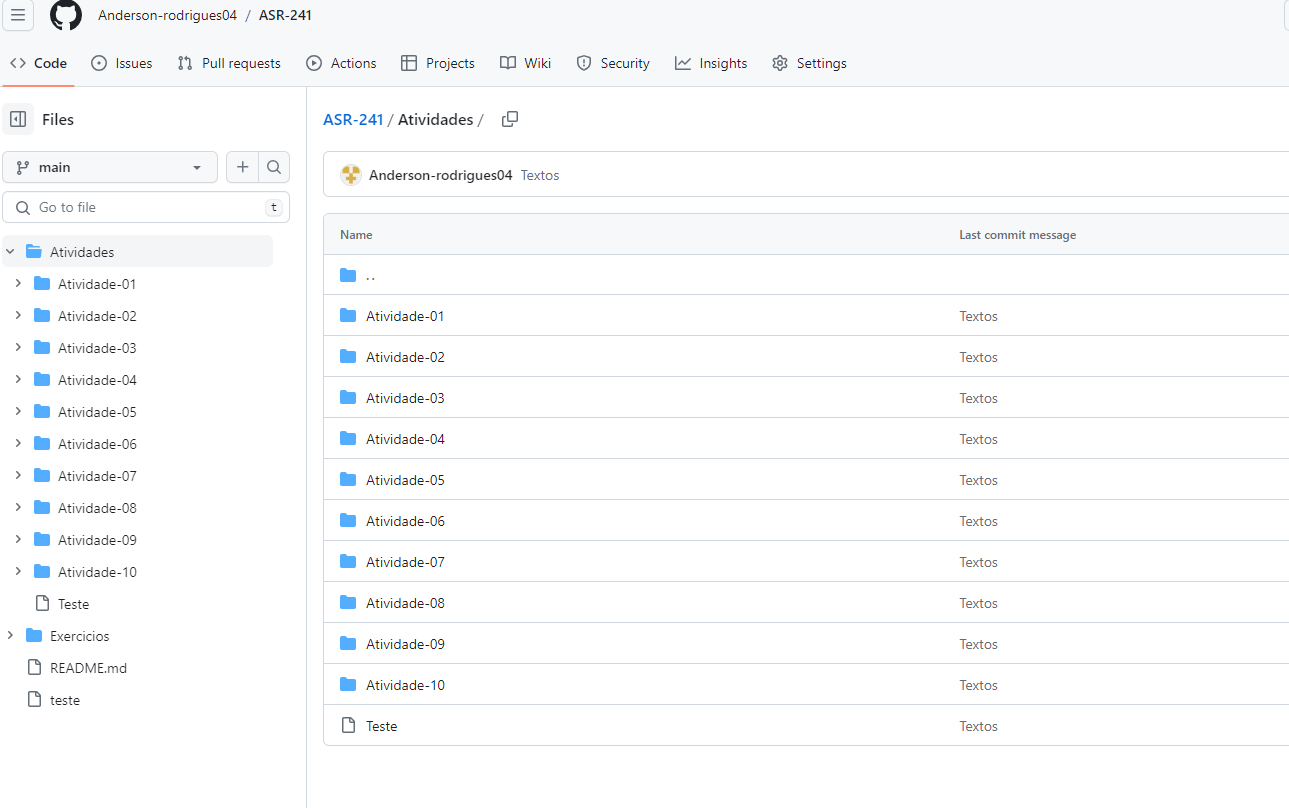 Anderson-rodrigues04 / ASR-241
Code Issues Pull requests Actions Projects Wiki Security Insights Settings
Files
main
Go to file t
Atividades
Atividade-01
Atividade-02
Atividade-03
Atividade-04
Atividade-05
Atividade-06
Atividade-07
Atividade-08
Atividade-09
Atividade-10
Teste
Exercicios
README.md
teste
ASR-241 / Atividades /
Anderson-rodrigues04 Textos
Name Last commit message
..
Atividade-01 Textos
Atividade-02 Textos
Atividade-03 Textos
Atividade-04 Textos
Atividade-05 Textos
Atividade-06 Textos
Atividade-07 Textos
Atividade-08 Textos
Atividade-09 Textos
Atividade-10 Textos
Teste Textos